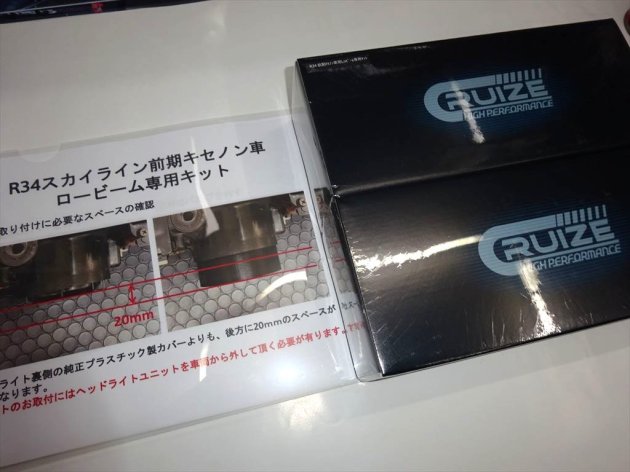 R34スカイライン前期キセノン車
ロービーム専用キット
取り付けに必要なスペースの確認
20mm
ライト裏側の純正プラスチック製カバーよりも、後方に20mmのスペースが
なります。
トのお取付にはヘッドライトユニットを車両から外して頂く必要が有ります。
CRUIZE
HIGH PERFORMANCE
CRUIZE
HIGH PERFORMANCE